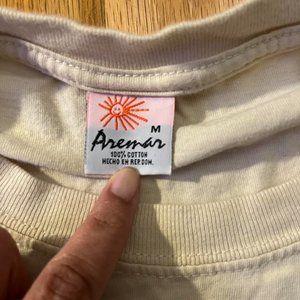 M
Aremar
100% COTTON
HECHO EN REP. DOM.